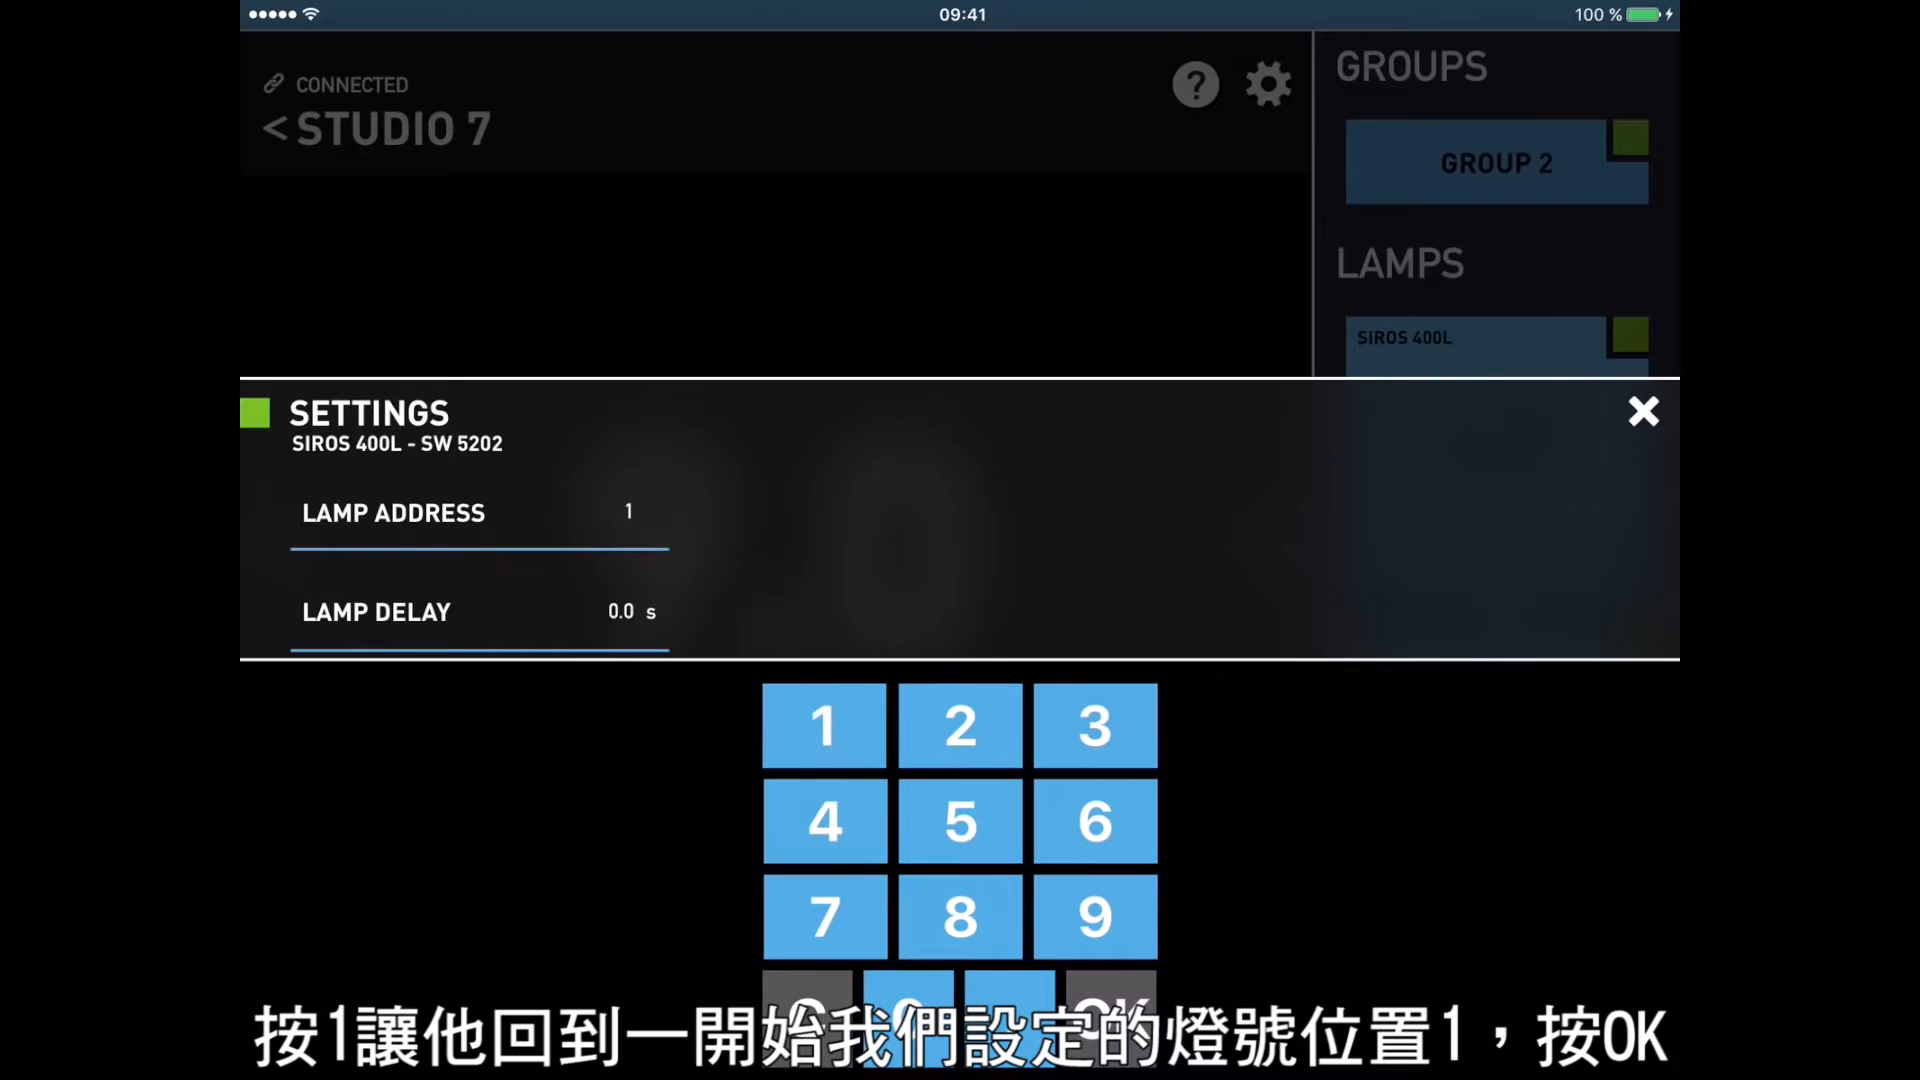 09:41
100 %
CONNECTED
< STUDIO 7
?
GROUPS
GROUP 2
LAMPS
SIROS 400L
SETTINGS
SIROS 400L - SW 5202
LAMP ADDRESS 1
LAMP DELAY 0.0 s
1 2 3
4 5 6
7 8 9
OK
按1讓他回到一開始我們設定的燈號位置1，按OK